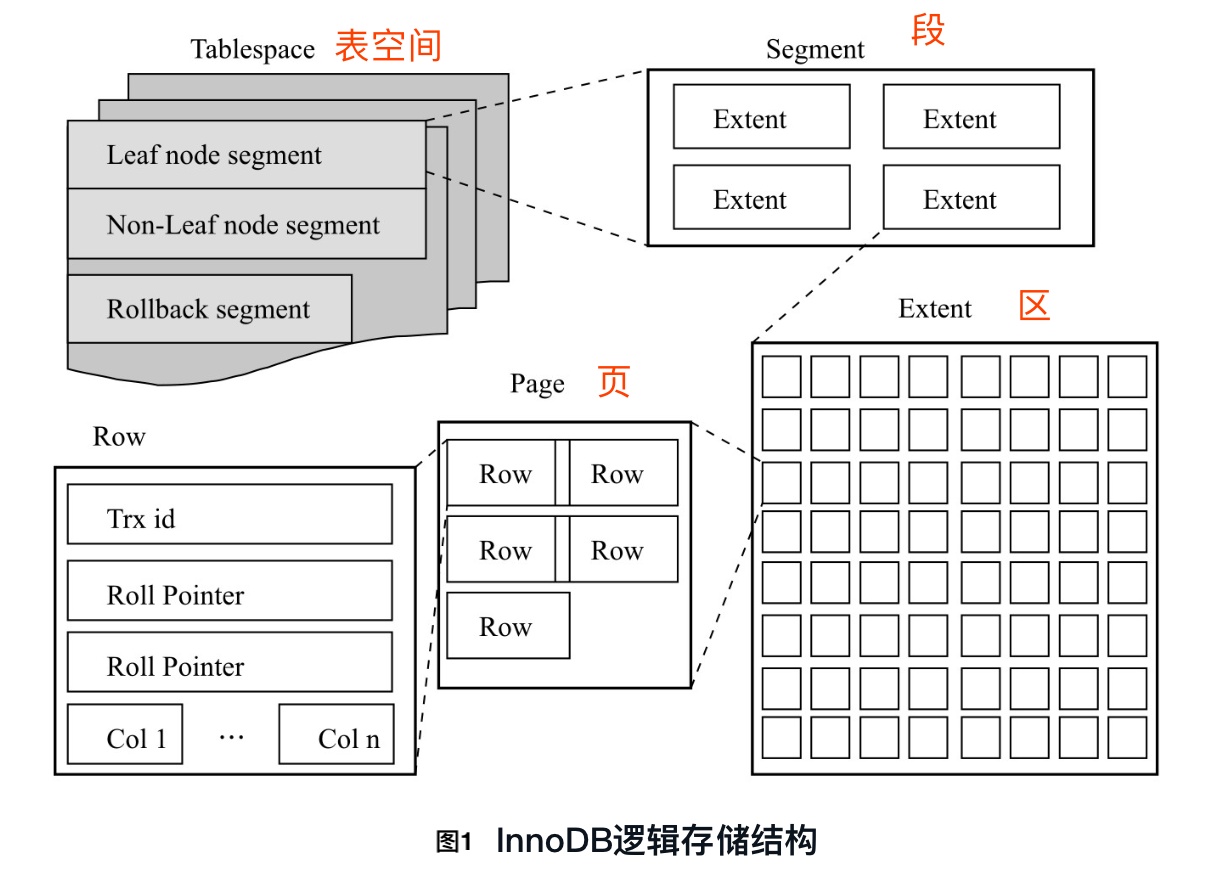 Tablespace 表空间
Leaf node segment
Non-Leaf node segment
Rollback segment
Segment 段
Extent Extent
Extent Extent
Extent 区
Page 页
Row Row
Row Row
Row
Row
Trx id
Roll Pointer
Roll Pointer
Col 1 ... Col n
图1 InnoDB逻辑存储结构